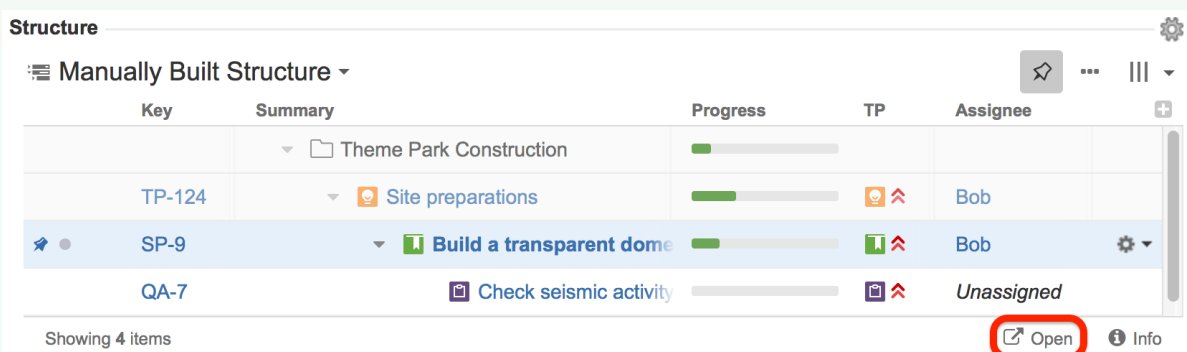 Structure
Manually Built Structure
Key Summary Progress TP Assignee
Theme Park Construction
TP-124 Site preparations Bob
SP-9 Build a transparent dome Bob
QA-7 Check seismic activity Unassigned
Showing 4 items Open Info